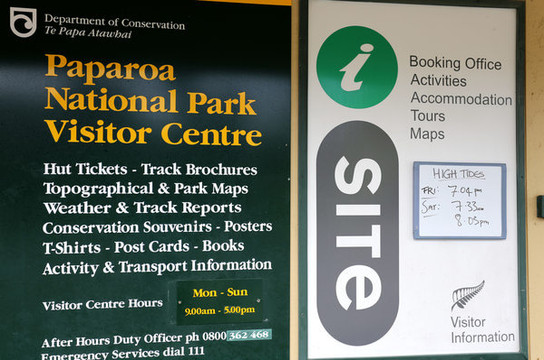 Department of Conservation
Te Papa Atawhai
Paparoa
National Park
Visitor Centre
Hut Tickets - Track Brochures
Topographical & Park Maps
Weather & Track Reports
Conservation Souvenirs - Posters
T-Shirts - Post Cards - Books
Activity & Transport Information
Visitor Centre Hours
Mon - Sun
9.00am - 5.00pm
After Hours Duty Officer ph 0800 362 468
Emergency Services dial 111
i
SITe
Booking Office
Activities
Accommodation
Tours
Maps
HIGH TIDES
FRI: 7.04pm
SAT: 7.33am
8.03pm
Visitor
Information